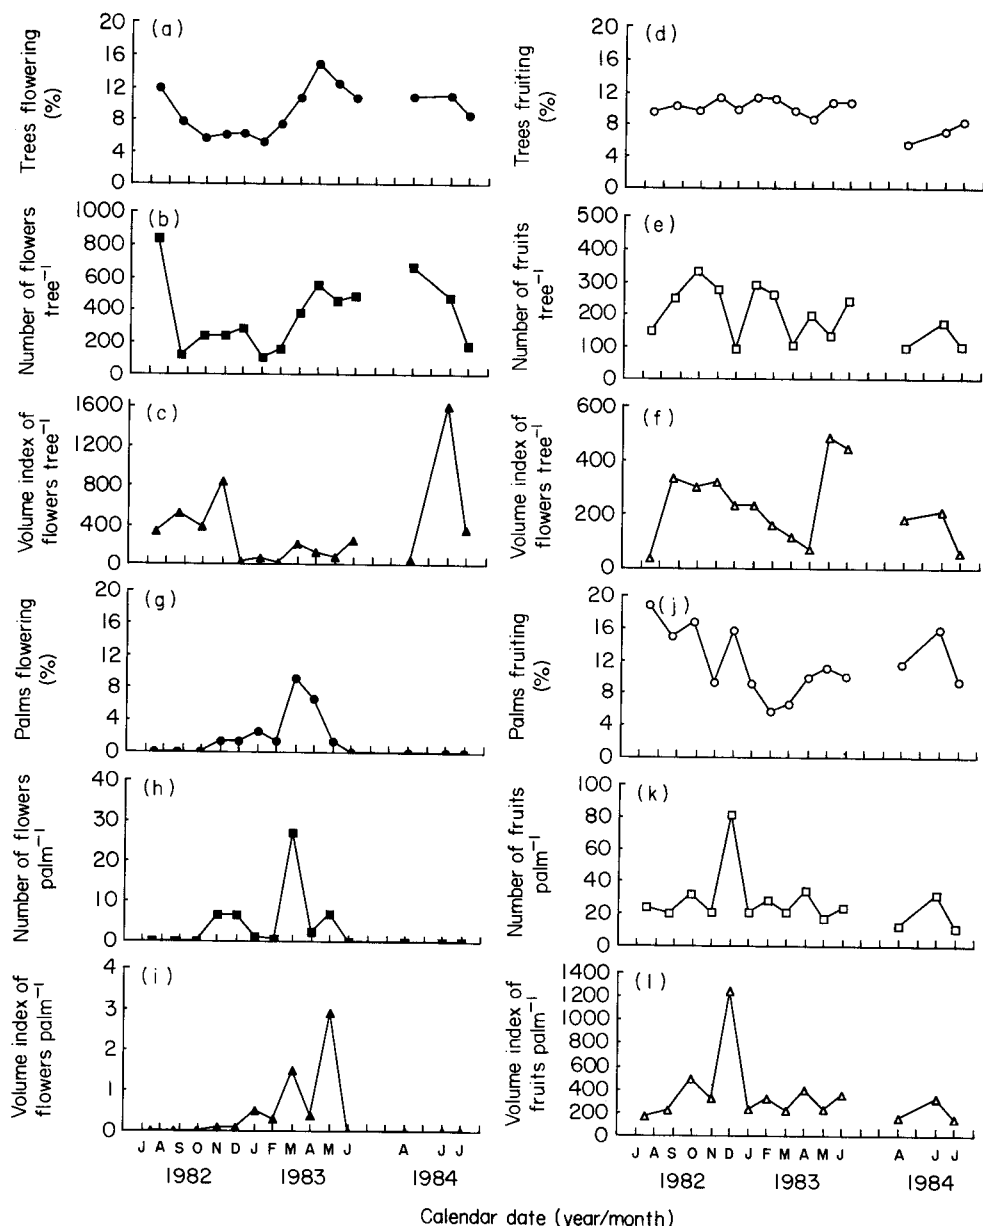 (a)
Trees flowering
(%)
20
16
12
8
4
0
(b)
Number of flowers
tree⁻¹
1000
800
600
400
200
0
(c)
Volume index of
flowers tree⁻¹
1600
1200
800
400
0
(g)
Palms flowering
(%)
20
16
12
8
4
0
(h)
Number of flowers
palm⁻¹
40
30
20
10
0
(i)
Volume index of
flowers palm⁻¹
4
3
2
1
0
J A S O N D J F M A M J A J J
1982 1983 1984
(d)
Trees fruiting
(%)
20
16
12
8
4
0
(e)
Number of fruits
tree⁻¹
500
400
300
200
100
0
(f)
Volume index of
flowers tree⁻¹
600
400
200
0
(j)
Palms fruiting
(%)
20
16
12
8
4
0
(k)
Number of fruits
palm⁻¹
100
80
60
40
20
0
(l)
Volume index of
fruits palm⁻¹
1400
1200
1000
800
600
400
200
0
J A S O N D J F M A M J A J J
1982 1983 1984
Calendar date (year/month)